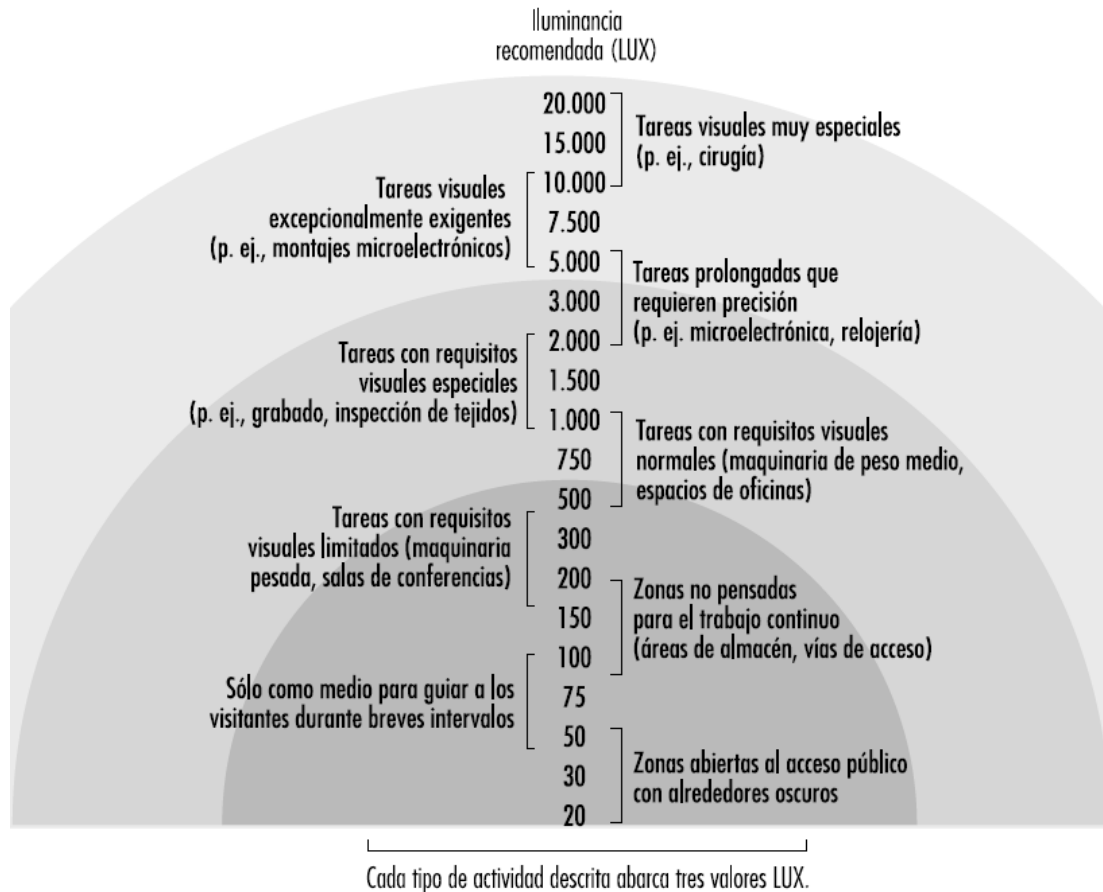 Iluminancia
recomendada (LUX)
20.000
15.000
10.000
7.500
5.000
3.000
2.000
1.500
1.000
750
500
300
200
150
100
75
50
30
20
Tareas visuales muy especiales
(p. ej., cirugía)
Tareas visuales
excepcionalmente exigentes
(p. ej., montajes microelectrónicos)
Tareas prolongadas que
requieren precisión
(p. ej. microelectrónica, relojería)
Tareas con requisitos
visuales especiales
(p. ej., grabado, inspección de tejidos)
Tareas con requisitos visuales
normales (maquinaria de peso medio,
espacios de oficinas)
Tareas con requisitos
visuales limitados (maquinaria
pesada, salas de conferencias)
Zonas no pensadas
para el trabajo continuo
(áreas de almacén, vías de acceso)
Sólo como medio para guiar a los
visitantes durante breves intervalos
Zonas abiertas al acceso público
con alrededores oscuros
Cada tipo de actividad descrita abarca tres valores LUX.